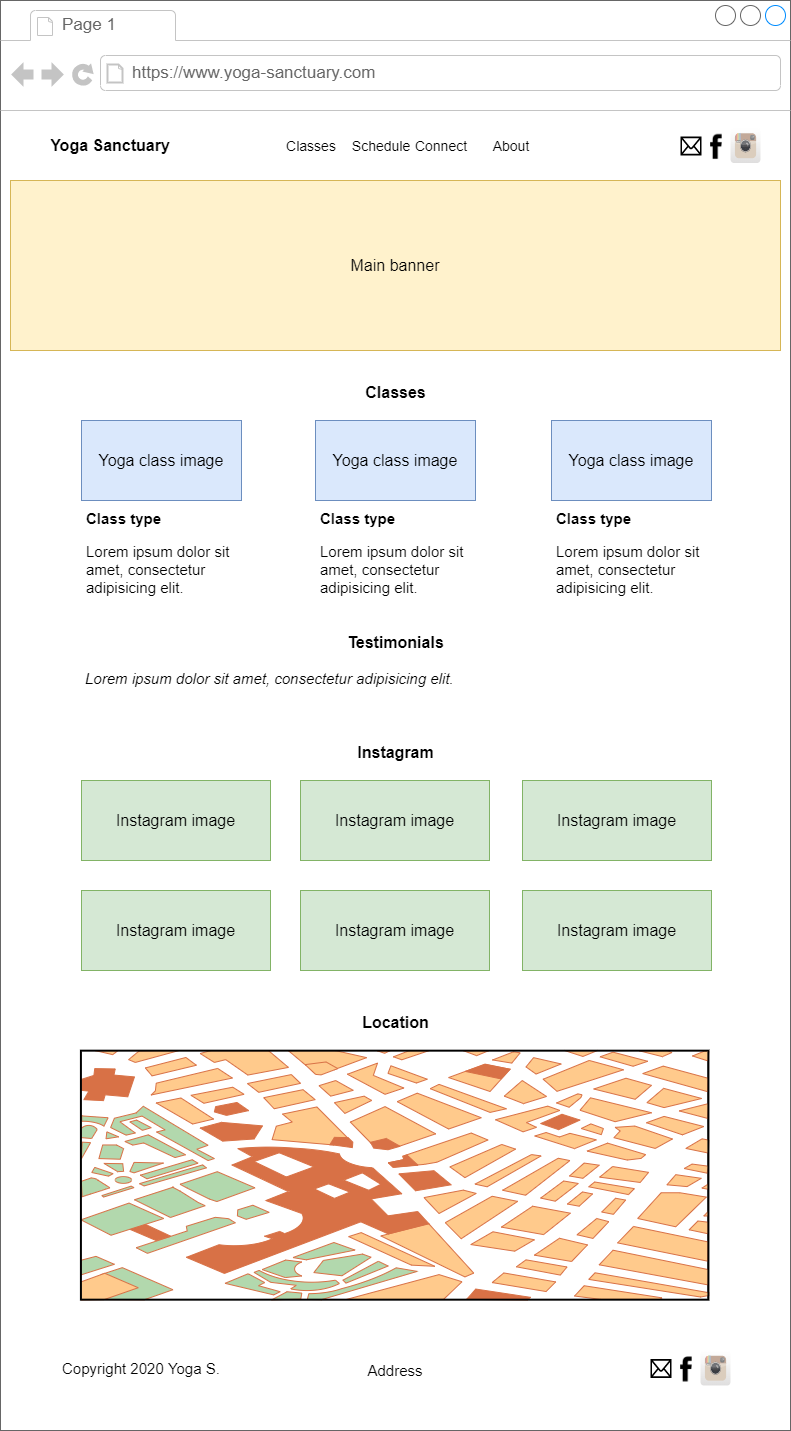 Page 1
https://www.yoga-sanctuary.com
Yoga Sanctuary Classes Schedule Connect About
Main banner
Classes
Yoga class image Yoga class image Yoga class image
Class type Class type Class type
Lorem ipsum dolor sit Lorem ipsum dolor sit Lorem ipsum dolor sit
amet, consectetur amet, consectetur amet, consectetur
adipisicing elit. adipisicing elit. adipisicing elit.
Testimonials
Lorem ipsum dolor sit amet, consectetur adipisicing elit.
Instagram
Instagram image Instagram image Instagram image
Instagram image Instagram image Instagram image
Location
Copyright 2020 Yoga S. Address